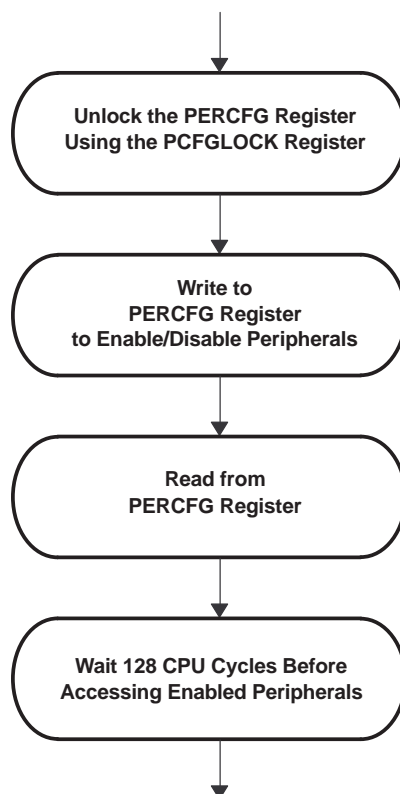 Unlock the PERCFG Register
Using the PCFGLOCK Register
Write to
PERCFG Register
to Enable/Disable Peripherals
Read from
PERCFG Register
Wait 128 CPU Cycles Before
Accessing Enabled Peripherals